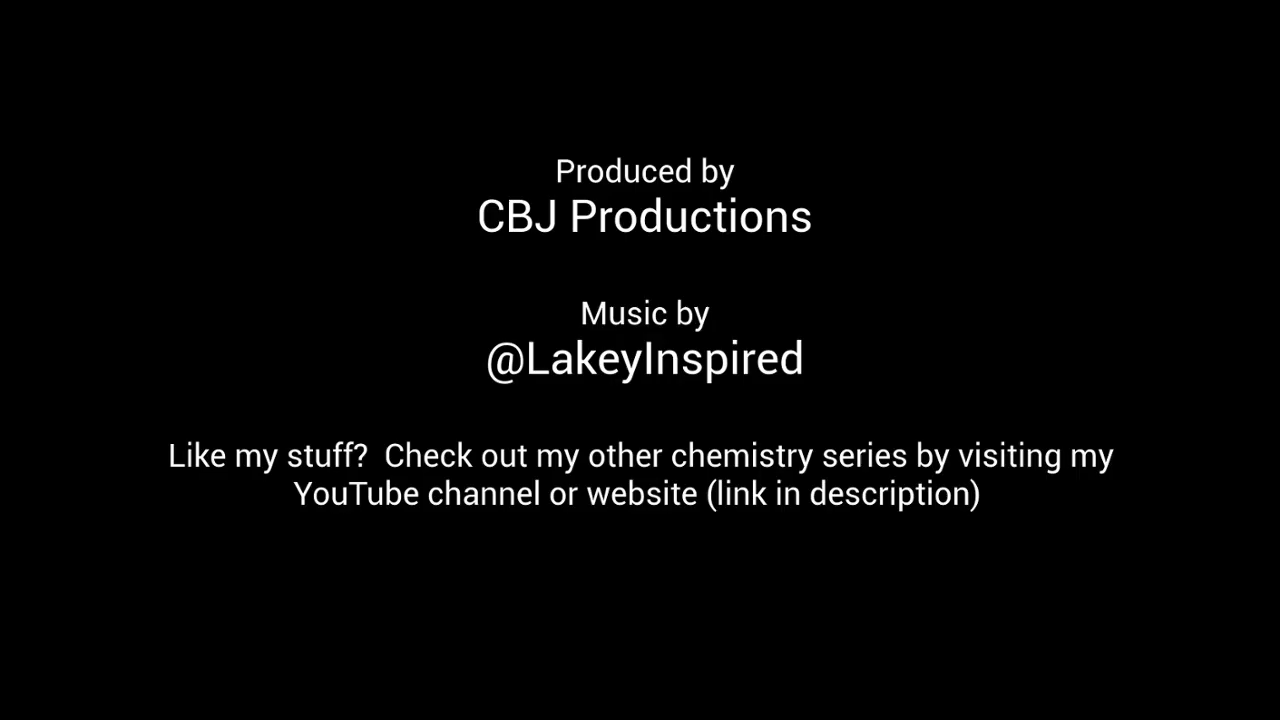 Produced by
CBJ Productions
Music by
@LakeyInspired
Like my stuff?  Check out my other chemistry series by visiting my
YouTube channel or website (link in description)